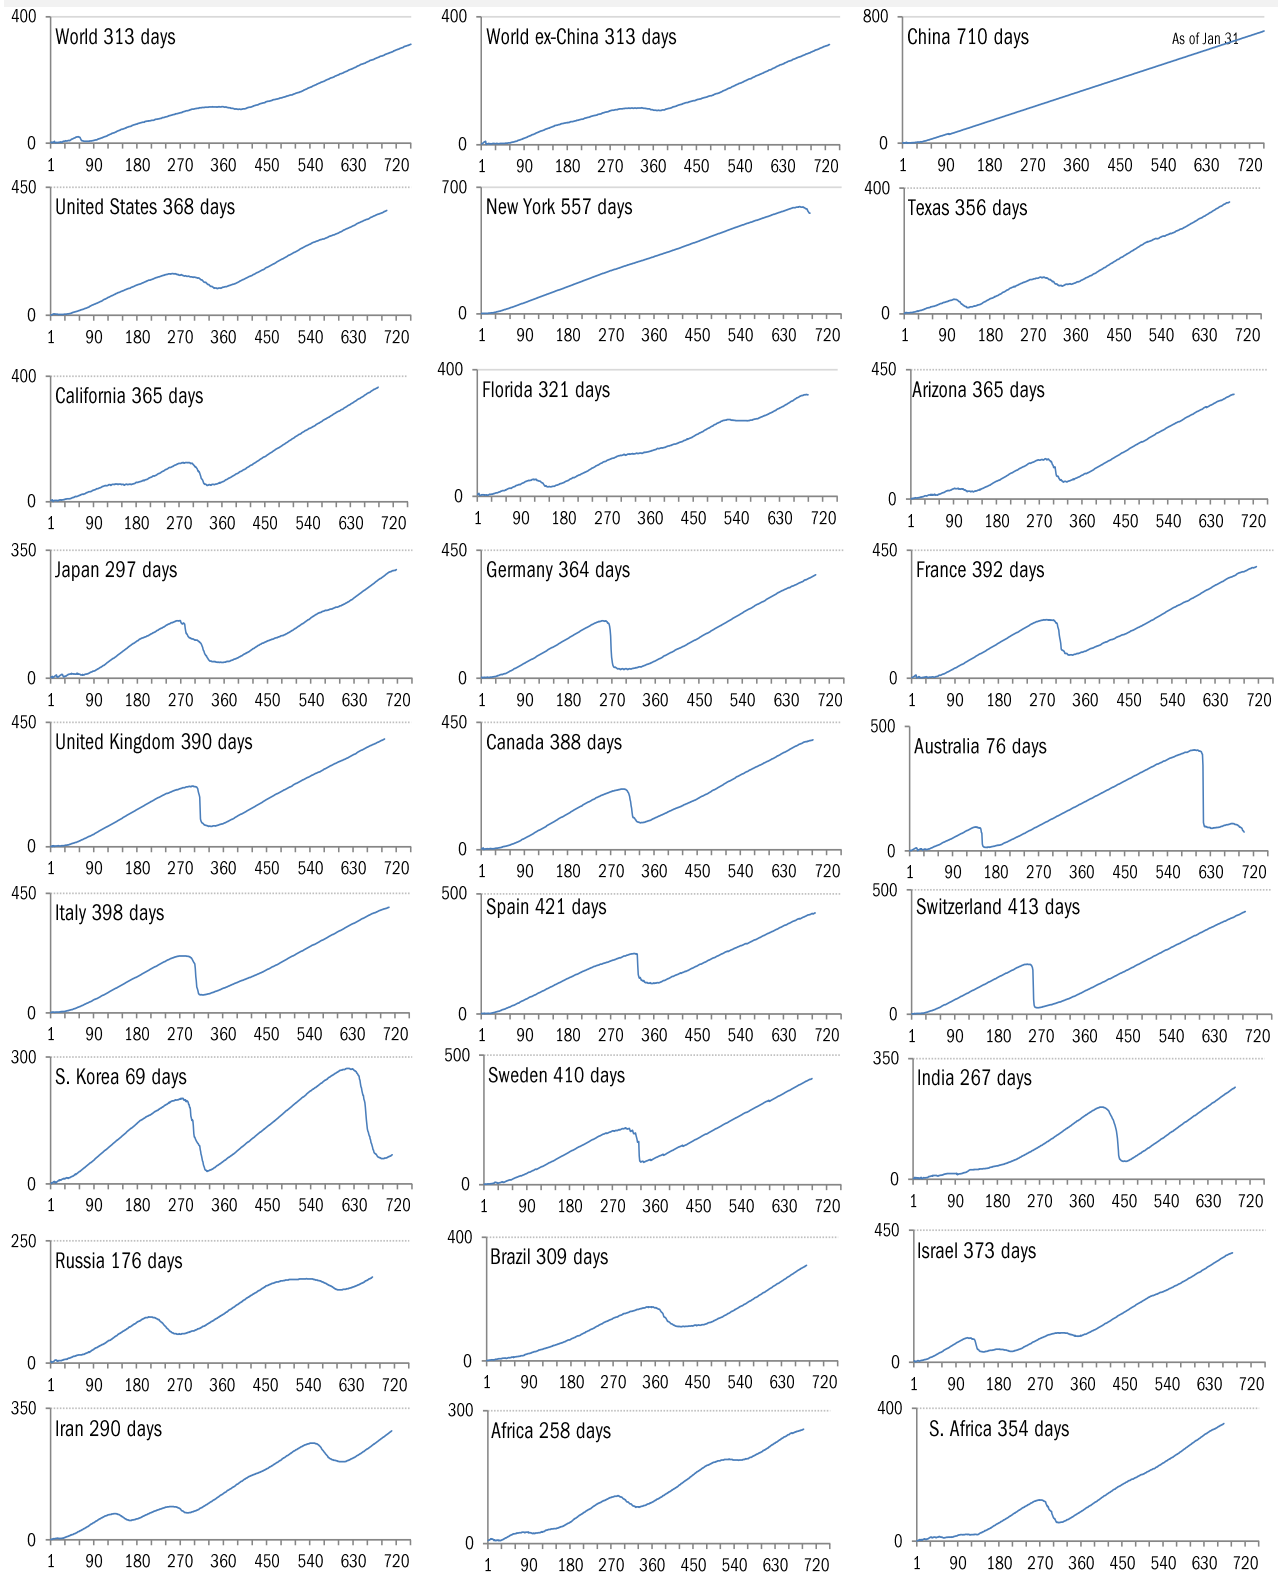 400
World 313 days
0
1 90 180 270 360 450 540 630 720
400
World ex-China 313 days
0
1 90 180 270 360 450 540 630 720
800
China 710 days
As of Jan 31
0
1 90 180 270 360 450 540 630 720
450
United States 368 days
0
1 90 180 270 360 450 540 630 720
700
New York 557 days
0
1 90 180 270 360 450 540 630 720
400
Texas 356 days
0
1 90 180 270 360 450 540 630 720
400
California 365 days
0
1 90 180 270 360 450 540 630 720
400
Florida 321 days
0
1 90 180 270 360 450 540 630 720
450
Arizona 365 days
0
1 90 180 270 360 450 540 630 720
350
Japan 297 days
0
1 90 180 270 360 450 540 630 720
450
Germany 364 days
0
1 90 180 270 360 450 540 630 720
450
France 392 days
0
1 90 180 270 360 450 540 630 720
450
United Kingdom 390 days
0
1 90 180 270 360 450 540 630 720
450
Canada 388 days
0
1 90 180 270 360 450 540 630 720
500
Australia 76 days
0
1 90 180 270 360 450 540 630 720
450
Italy 398 days
0
1 90 180 270 360 450 540 630 720
500
Spain 421 days
0
1 90 180 270 360 450 540 630 720
500
Switzerland 413 days
0
1 90 180 270 360 450 540 630 720
300
S. Korea 69 days
0
1 90 180 270 360 450 540 630 720
500
Sweden 410 days
0
1 90 180 270 360 450 540 630 720
350
India 267 days
0
1 90 180 270 360 450 540 630 720
250
Russia 176 days
0
1 90 180 270 360 450 540 630 720
400
Brazil 309 days
0
1 90 180 270 360 450 540 630 720
450
Israel 373 days
0
1 90 180 270 360 450 540 630 720
350
Iran 290 days
0
1 90 180 270 360 450 540 630 720
300
Africa 258 days
0
1 90 180 270 360 450 540 630 720
400
S. Africa 354 days
0
1 90 180 270 360 450 540 630 720